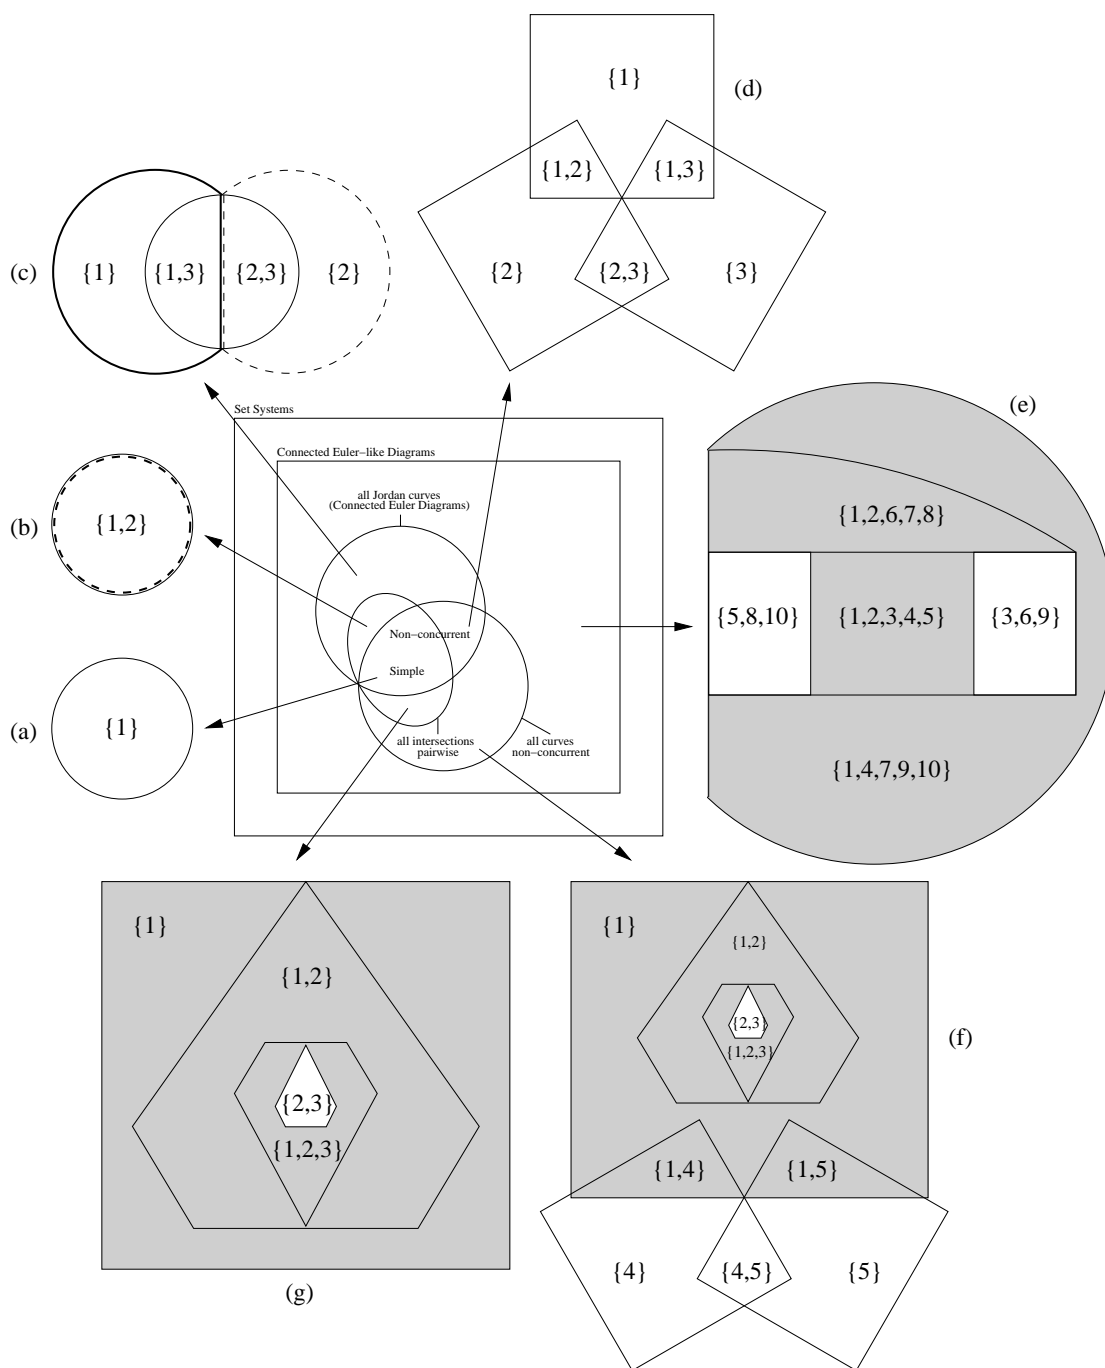 {1}
(d)
{1,2}
{1,3}
(c)
{1}
{1,3}
{2,3}
{2}
{2}
{2,3}
{3}
Set Systems
(e)
Connected Euler−like Diagrams
all Jordan curves
(Connected Euler Diagrams)
(b)
{1,2}
{1,2,6,7,8}
{5,8,10}
{1,2,3,4,5}
{3,6,9}
Non−concurrent
Simple
(a)
{1}
all intersections
pairwise
all curves
non−concurrent
{1,4,7,9,10}
{1}
{1,2}
{2,3}
{1,2,3}
(g)
{1}
{1,2}
{2,3}
{1,2,3}
(f)
{1,4}
{1,5}
{4}
{4,5}
{5}